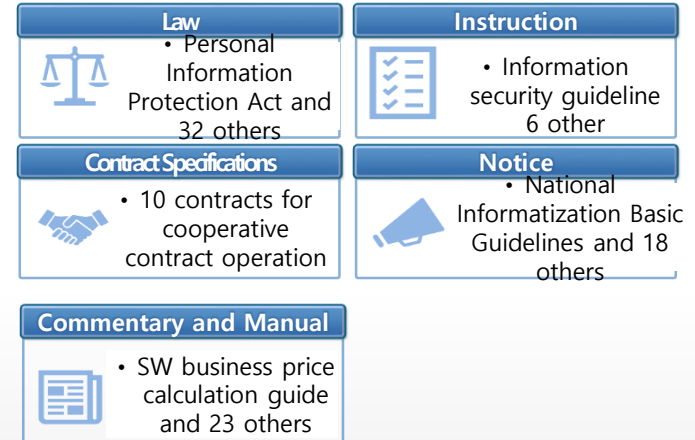 Law
• Personal
Information
Protection Act and
32 others
Instruction
• Information
security guideline
6 other
Contract Specifications
• 10 contracts for
cooperative
contract operation
Notice
• National
Informatization Basic
Guidelines and 18
others
Commentary and Manual
• SW business price
calculation guide
and 23 others